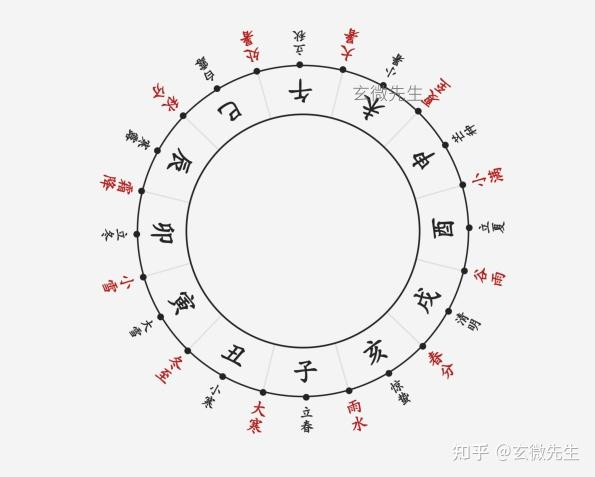 立秋
大暑
小暑
夏至
芒种
小满
立夏
谷雨
清明
春分
惊蛰
雨水
立春
大寒
小寒
冬至
大雪
小雪
立冬
霜降
寒露
秋分
白露
处暑
午
未
申
酉
戌
亥
子
丑
寅
卯
辰
巳
玄微先生
知乎 @玄微先生